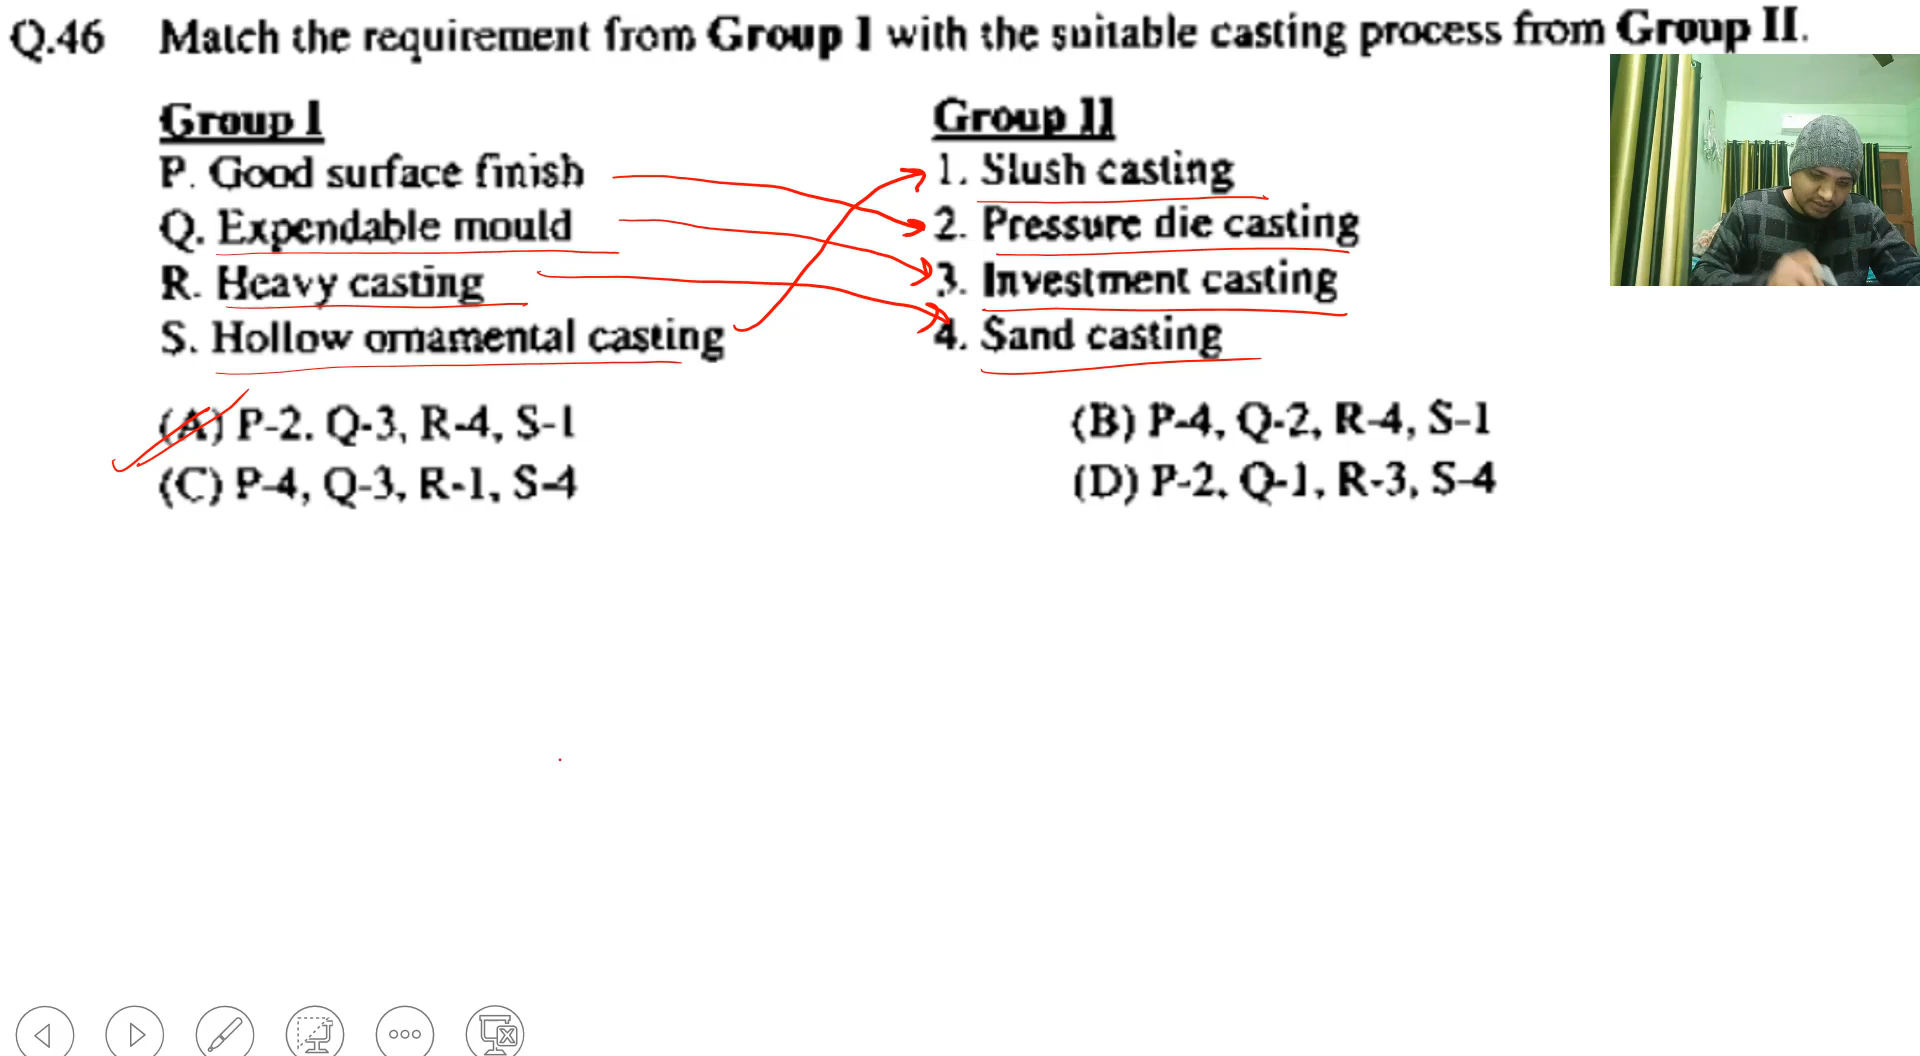 Q.46 Match the requirement from Group I with the suitable casting process from Group II.
Group I
Group II
P. Good surface finish
1. Slush casting
Q. Expendable mould
2. Pressure die casting
R. Heavy casting
3. Investment casting
S. Hollow ornamental casting
4. Sand casting
(A) P-2. Q-3, R-4, S-1
(B) P-4, Q-2, R-4, S-1
(C) P-4, Q-3, R-1, S-4
(D) P-2, Q-1, R-3, S-4